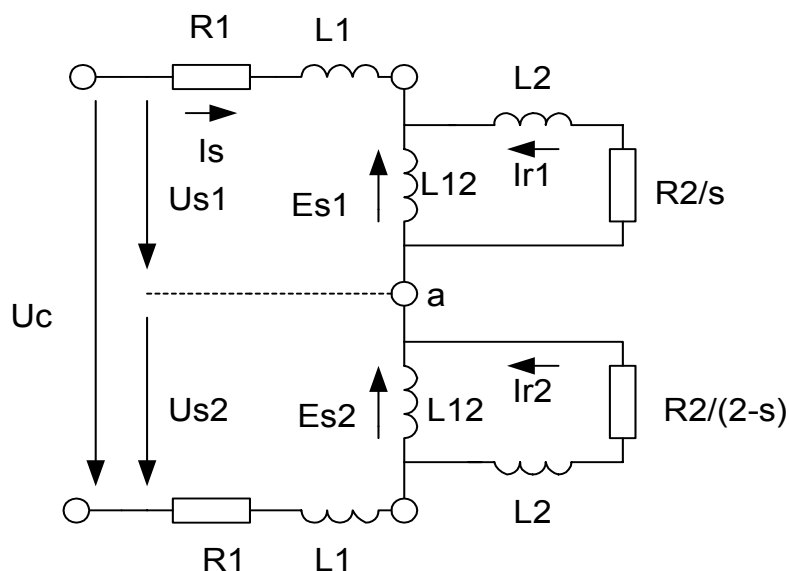 R1
L1
L2
Is
Ir1
Us1
Es1
L12
R2/s
a
Uc
Ir2
Us2
Es2
L12
R2/(2-s)
L2
R1
L1